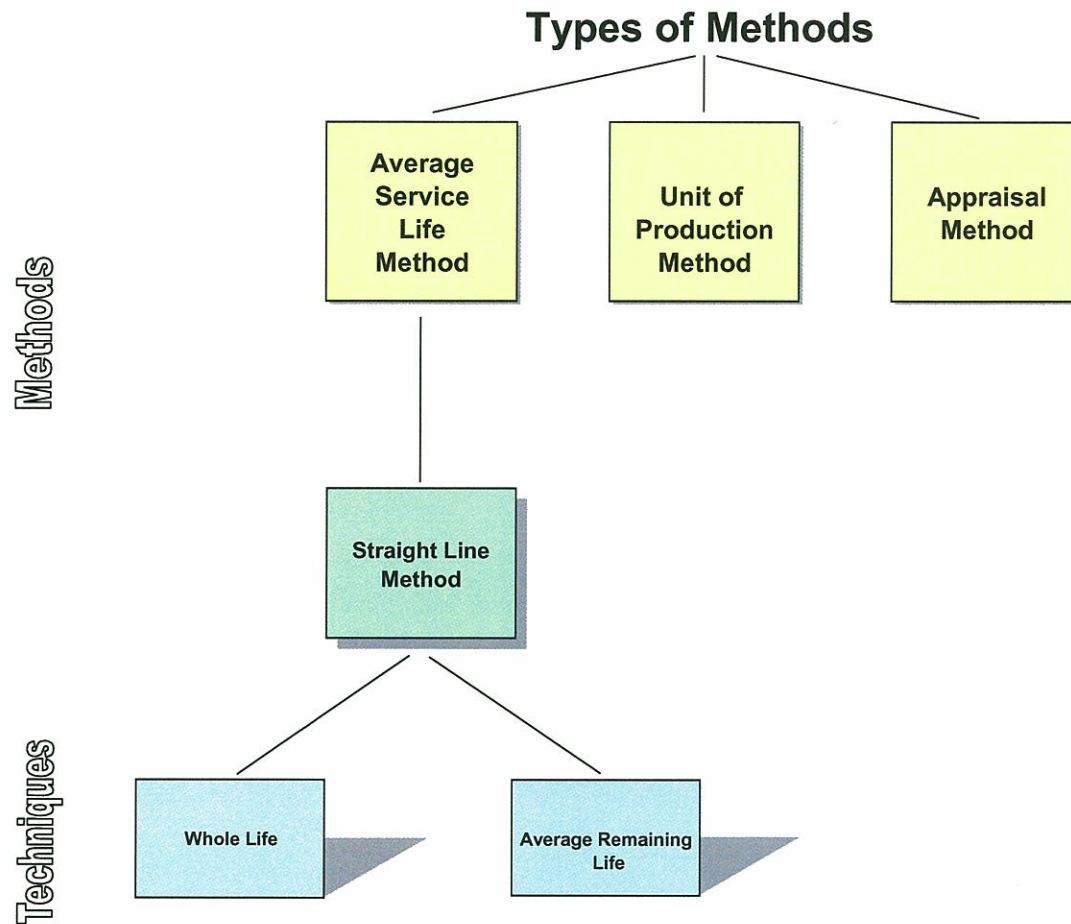 Types of Methods
Average
Service
Life
Method
Unit of
Production
Method
Appraisal
Method
Methods
Straight Line
Method
Techniques
Whole Life
Average Remaining
Life